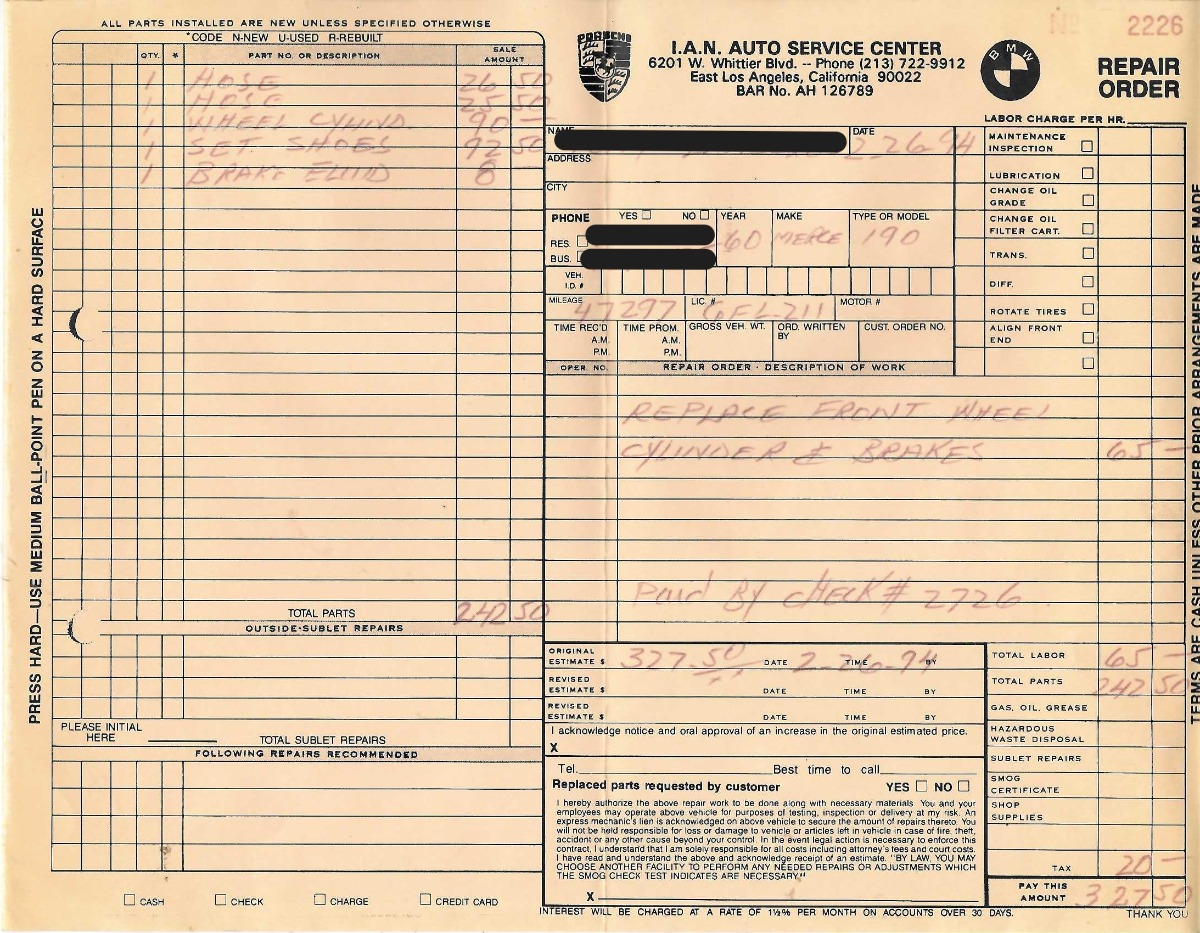 ALL PARTS INSTALLED ARE NEW UNLESS SPECIFIED OTHERWISE
*CODE N-NEW U-USED R-REBUILT
QTY. * PART NO. OR DESCRIPTION SALE AMOUNT
1 HOSE 26 50
1 HOSE 25 50
1 WHEEL CYLIND. 90 —
1 SET SHOES 92 50
1 BRAKE FLUID 8
TOTAL PARTS 242 50
OUTSIDE-SUBLET REPAIRS
PLEASE INITIAL HERE
TOTAL SUBLET REPAIRS
FOLLOWING REPAIRS RECOMMENDED
CASH CHECK CHARGE CREDIT CARD
PRESS HARD—USE MEDIUM BALL-POINT PEN ON A HARD SURFACE
PORSCHE
I.A.N. AUTO SERVICE CENTER
6201 W. Whittier Blvd. -- Phone (213) 722-9912
East Los Angeles, California 90022
BAR No. AH 126789
BMW
No 2226
REPAIR
ORDER
LABOR CHARGE PER HR.
NAME
DATE 2-26-94
ADDRESS
CITY
PHONE YES NO
RES.
BUS.
YEAR 60
MAKE MERCE
TYPE OR MODEL 190
VEH. I.D.#
MILEAGE 47297
LIC. # GFL211
MOTOR #
TIME REC'D A.M. P.M.
TIME PROM. A.M. P.M.
GROSS VEH. WT.
ORD. WRITTEN BY
CUST. ORDER NO.
OPER. NO. REPAIR ORDER - DESCRIPTION OF WORK
MAINTENANCE INSPECTION
LUBRICATION
CHANGE OIL GRADE
CHANGE OIL FILTER CART.
TRANS.
DIFF.
ROTATE TIRES
ALIGN FRONT END
REPLACE FRONT WHEEL
CYLINDER & BRAKES 65 —
Paid By CHECK # 2726
ORIGINAL ESTIMATE $ 327.50 DATE 2-26-94 TIME BY
REVISED ESTIMATE $ DATE TIME BY
REVISED ESTIMATE $ DATE TIME BY
I acknowledge notice and oral approval of an increase in the original estimated price.
X
Tel. Best time to call
Replaced parts requested by customer YES NO
I hereby authorize the above repair work to be done along with necessary materials. You and your
employees may operate above vehicle for purposes of testing, inspection or delivery at my risk. An
express mechanic's lien is acknowledged on above vehicle to secure the amount of repairs thereto. You
will not be held responsible for loss or damage to vehicle or articles left in vehicle in case of fire, theft,
accident or any other cause beyond your control. In the event legal action is necessary to enforce this
contract, I understand that I am solely responsible for all costs including attorney's fees and court costs.
I have read and understand the above and acknowledge receipt of an estimate. "BY LAW, YOU MAY
CHOOSE ANOTHER FACILITY TO PERFORM ANY NEEDED REPAIRS OR ADJUSTMENTS WHICH
THE SMOG CHECK TEST INDICATES ARE NECESSARY."
X
TOTAL LABOR 65 —
TOTAL PARTS 242 50
GAS, OIL, GREASE
HAZARDOUS WASTE DISPOSAL
SUBLET REPAIRS
SMOG CERTIFICATE
SHOP SUPPLIES
TAX 20 —
PAY THIS AMOUNT 327 50
INTEREST WILL BE CHARGED AT A RATE OF 1½% PER MONTH ON ACCOUNTS OVER 30 DAYS.
THANK YOU
TERMS ARE CASH UNLESS OTHER PRIOR ARRANGEMENTS ARE MADE